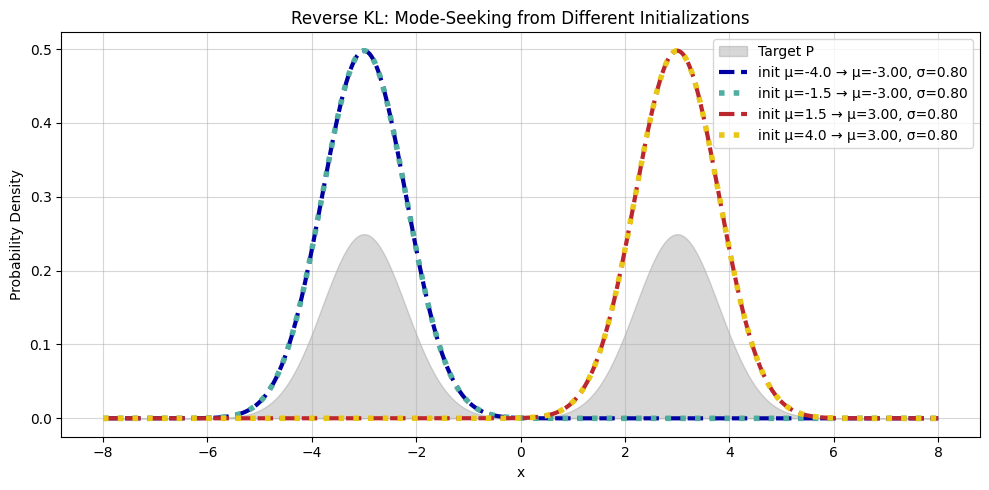 Reverse KL: Mode-Seeking from Different Initializations
Target P
init μ=-4.0 → μ=-3.00, σ=0.80
init μ=-1.5 → μ=-3.00, σ=0.80
init μ=1.5 → μ=3.00, σ=0.80
init μ=4.0 → μ=3.00, σ=0.80
Probability Density
0.5
0.4
0.3
0.2
0.1
0.0
−8 −6 −4 −2 0 2 4 6 8
x